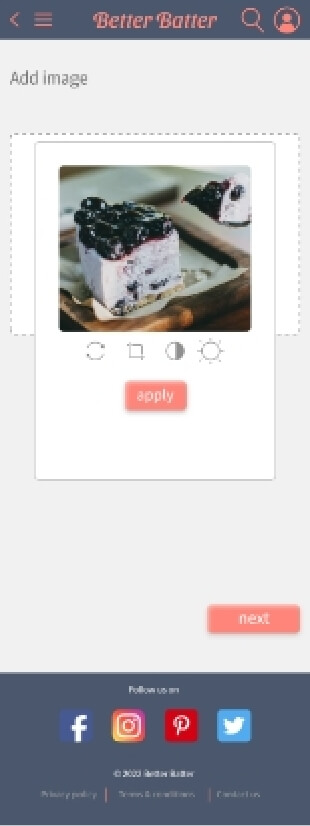 Better Batter
Add image
apply
next
Follow us on
© 2022 Better Batter
Privacy policy | Terms & conditions | Contact us